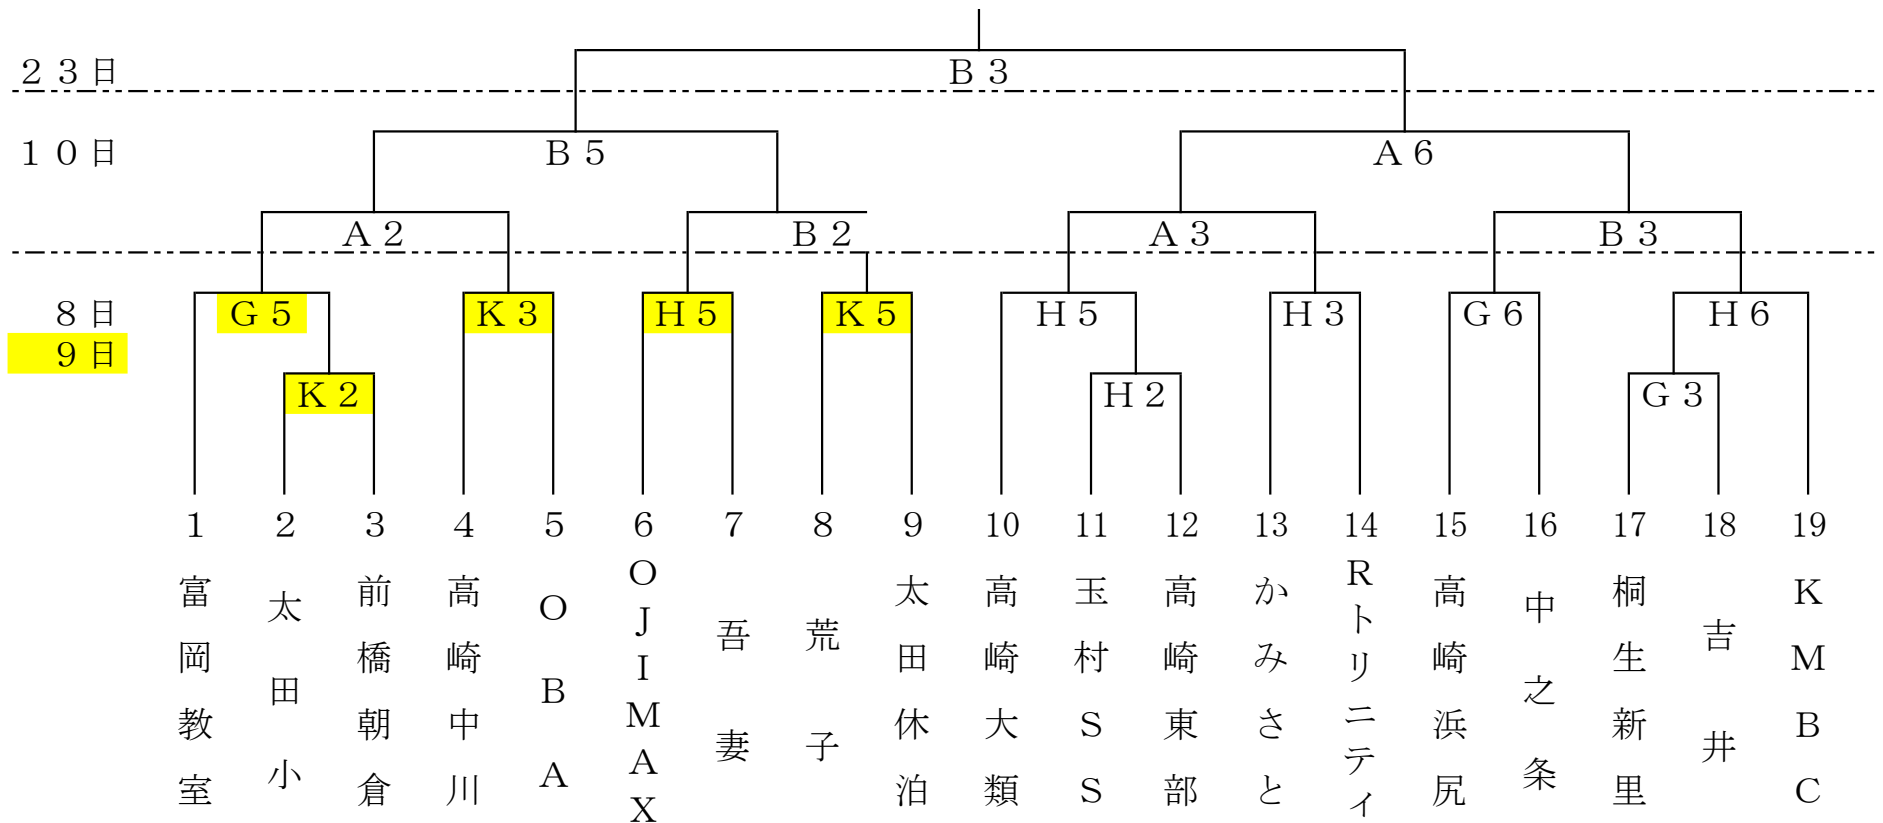 ２３日 Ｂ３
１０日 Ｂ５ Ａ６
Ａ２ Ｂ２ Ａ３ Ｂ３
８日 Ｇ５ Ｋ３ Ｈ５ Ｋ５ Ｈ５ Ｈ３ Ｇ６ Ｈ６
９日
Ｋ２ Ｈ２ Ｇ３
１ ２ ３ ４ ５ ６ ７ ８ ９ 10 11 12 13 14 15 16 17 18 19
富岡教室
太田小
前橋朝倉
高崎中川
ＯＢＡ
ＯＪＩＭＡＸ
吾妻
荒子
太田休泊
高崎大類
玉村ＳＳ
高崎東部
かみさと
Ｒトリニティ
高崎浜尻
中之条
桐生新里
吉井
ＫＭＢＣ